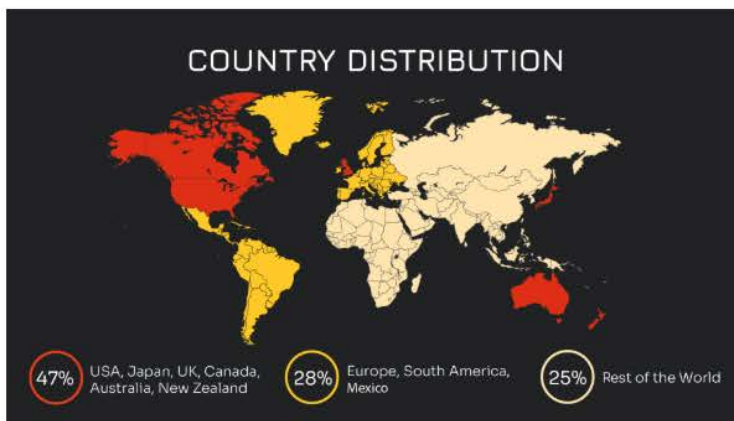 COUNTRY DISTRIBUTION
47%
USA, Japan, UK, Canada,
Australia, New Zealand
28%
Europe, South America,
Mexico
25%
Rest of the World